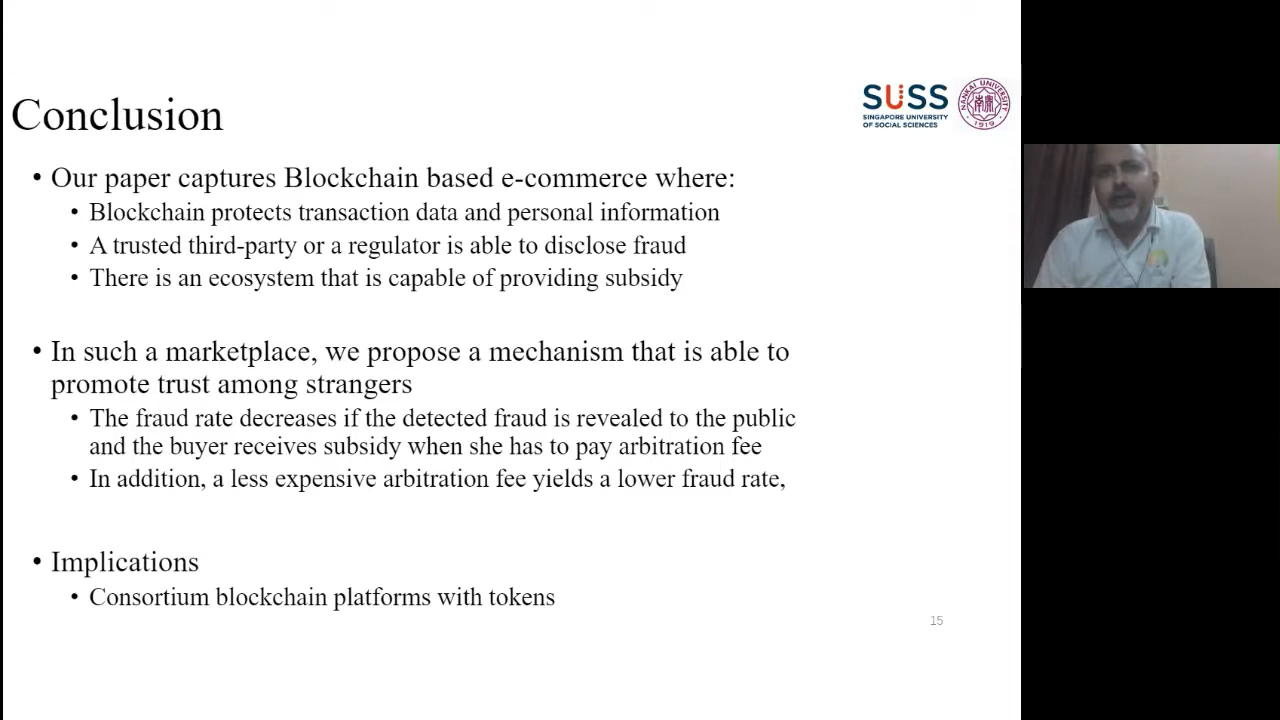 Conclusion
SUSS
SINGAPORE UNIVERSITY
OF SOCIAL SCIENCES
NANKAI UNIVERSITY
1919
• Our paper captures Blockchain based e-commerce where:
• Blockchain protects transaction data and personal information
• A trusted third-party or a regulator is able to disclose fraud
• There is an ecosystem that is capable of providing subsidy
• In such a marketplace, we propose a mechanism that is able to
promote trust among strangers
• The fraud rate decreases if the detected fraud is revealed to the public
and the buyer receives subsidy when she has to pay arbitration fee
• In addition, a less expensive arbitration fee yields a lower fraud rate,
• Implications
• Consortium blockchain platforms with tokens
15